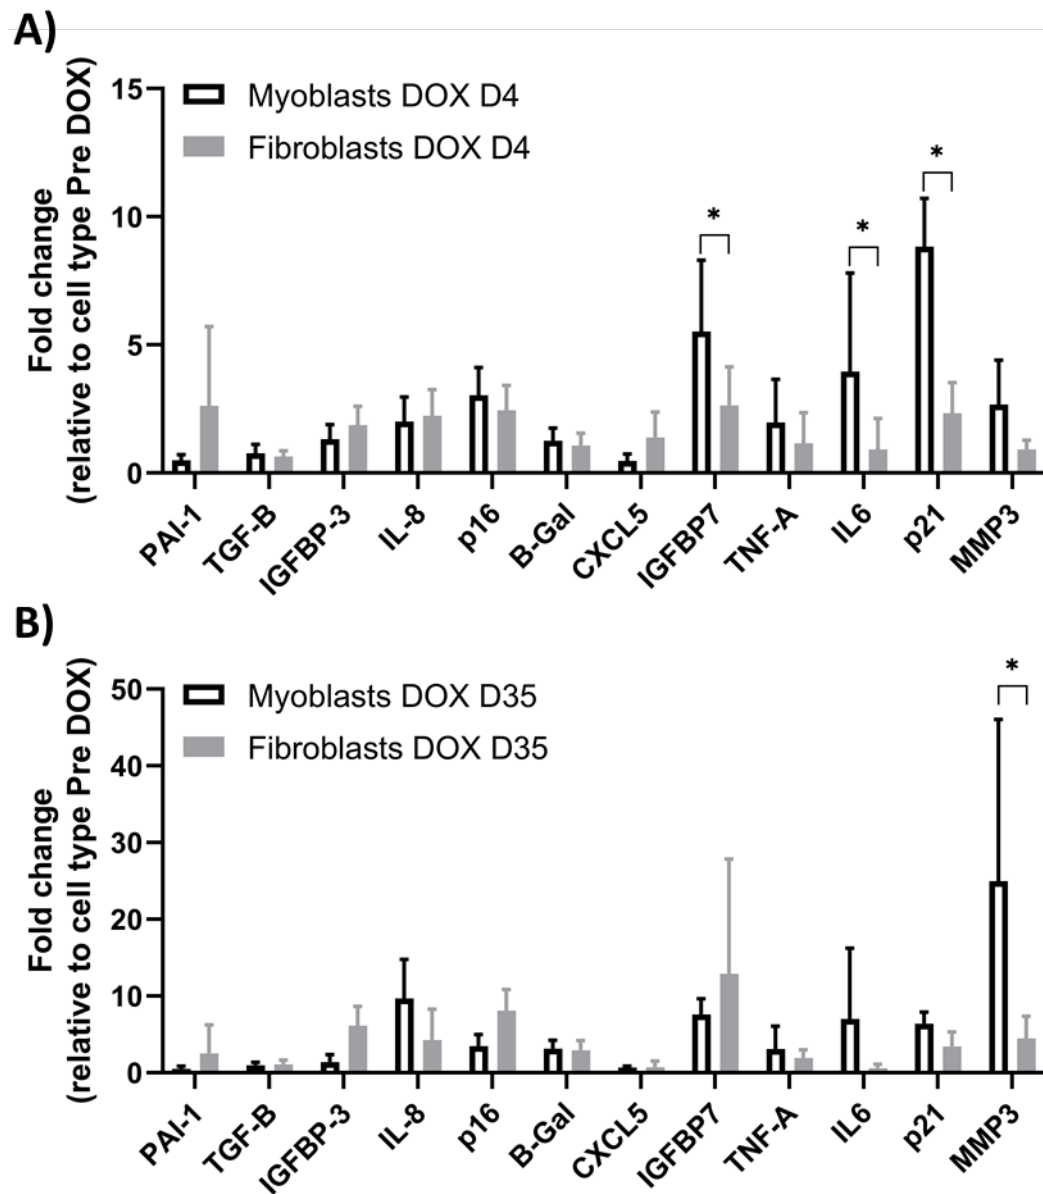 A)
Fold change
(relative to cell type Pre DOX)
15
10
5
0
Myoblasts DOX D4
Fibroblasts DOX D4
*
*
*
PAI-1
TGF-B
IGFBP-3
IL-8
p16
B-Gal
CXCL5
IGFBP7
TNF-A
IL6
p21
MMP3
B)
Fold change
(relative to cell type Pre DOX)
50
40
30
20
10
0
Myoblasts DOX D35
Fibroblasts DOX D35
*
PAI-1
TGF-B
IGFBP-3
IL-8
p16
B-Gal
CXCL5
IGFBP7
TNF-A
IL6
p21
MMP3